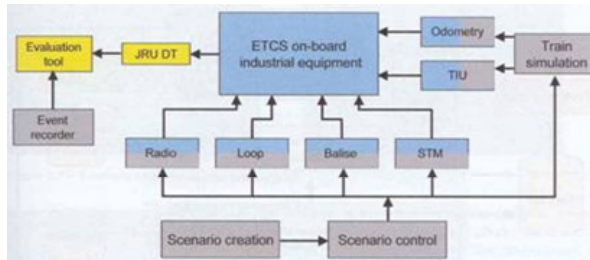 Evaluation
tool
JRU DT
ETCS on-board
industrial equipment
Odometry
TIU
Train
simulation
Event
recorder
Radio
Loop
Balise
STM
Scenario creation
Scenario control